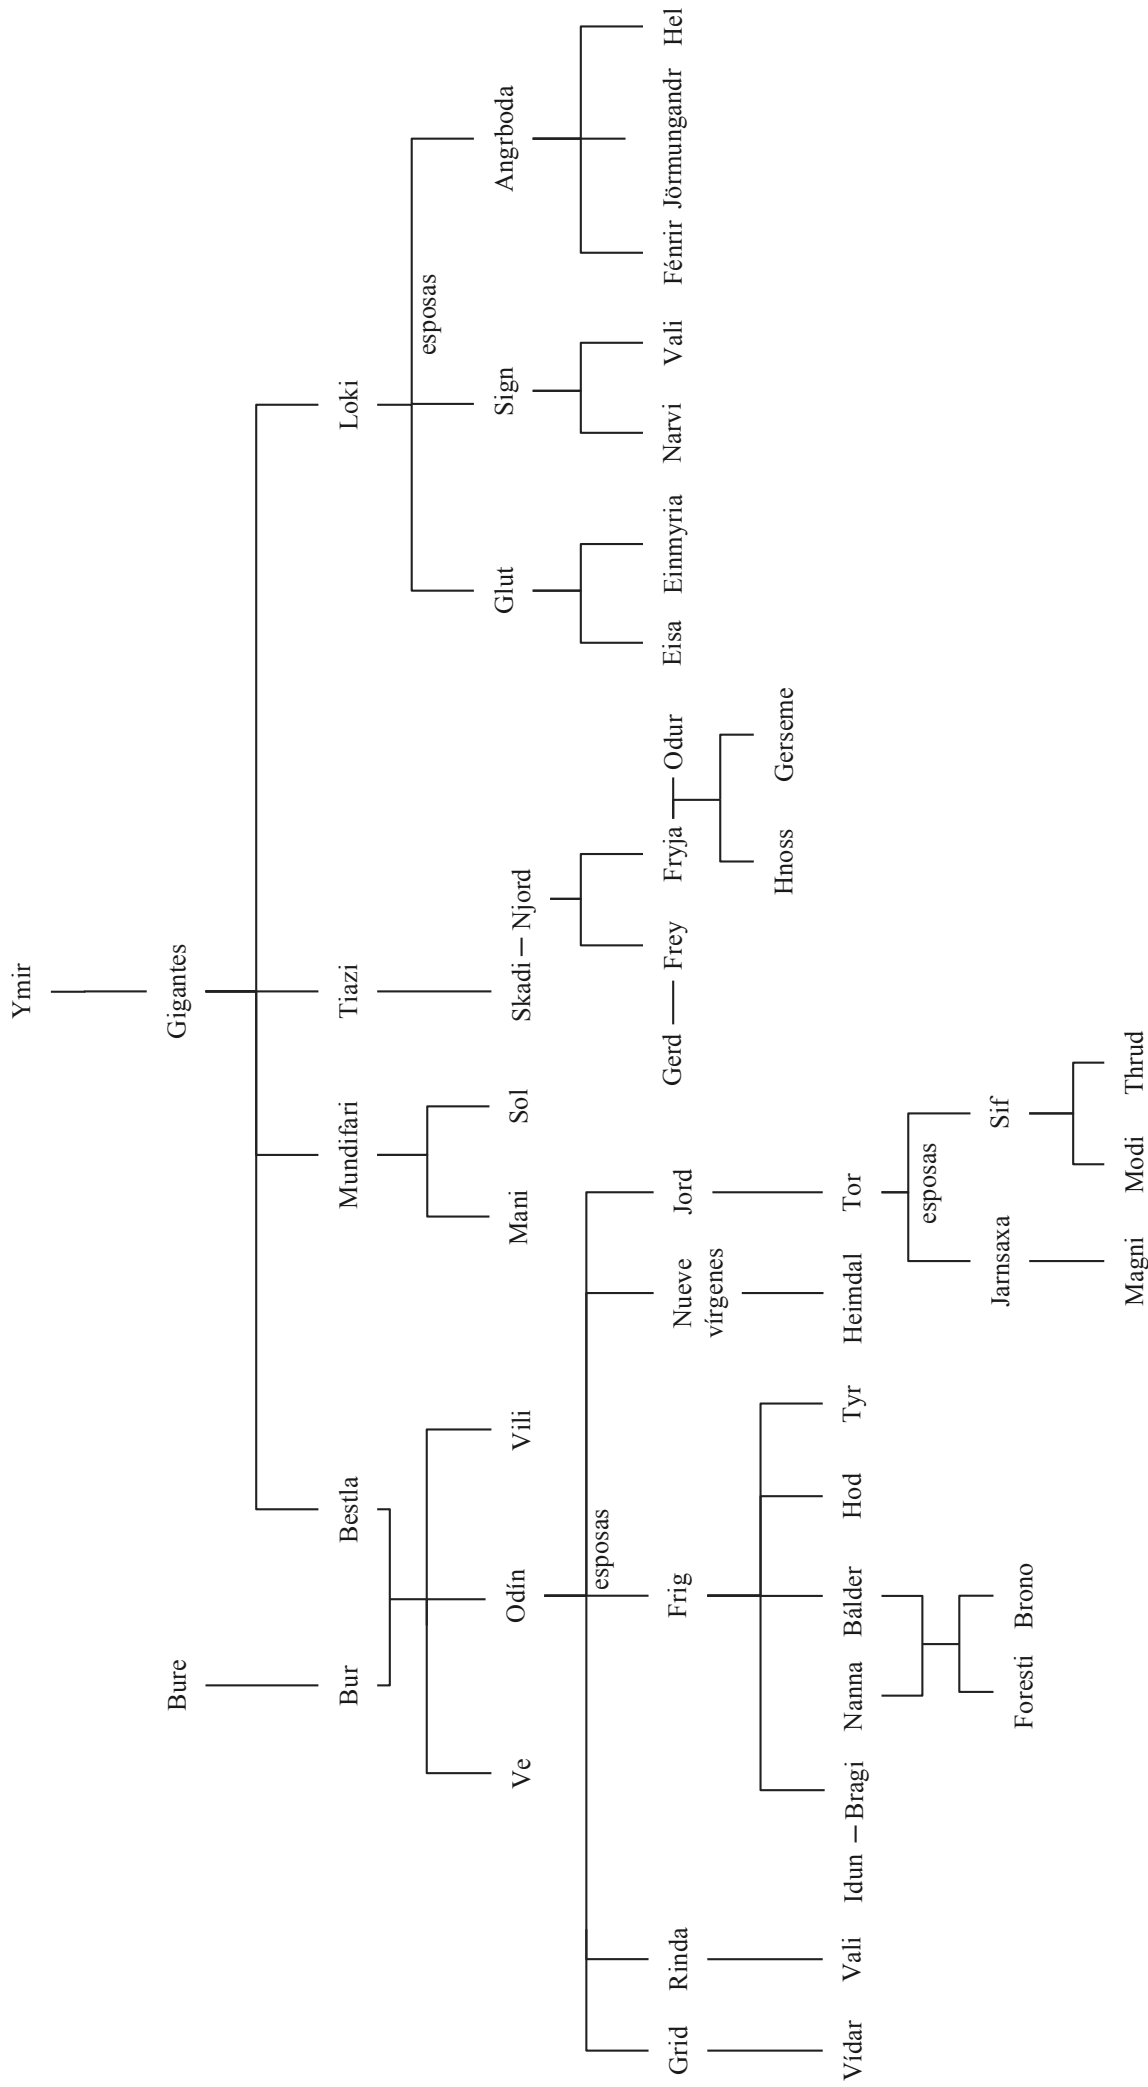 Ymir
Bure
Gigantes
Bur
Bestla
Mundifari
Tiazi
Loki
esposas
Ve
Odín
Vili
Mani
Sol
Skadi
Njord
Glut
Sign
Angrboda
esposas
Grid
Rinda
Frig
Nueve
vírgenes
Jord
Gerd
Frey
Fryja
Odur
Eisa
Einmyria
Narvi
Vali
Fénrir
Jörmungandr
Hel
Hnoss
Gerseme
Vídar
Vali
Idun
Bragi
Nanna
Bálder
Hod
Tyr
Heimdal
Tor
esposas
Foresti
Brono
Jarnsaxa
Sif
Magni
Modi
Thrud